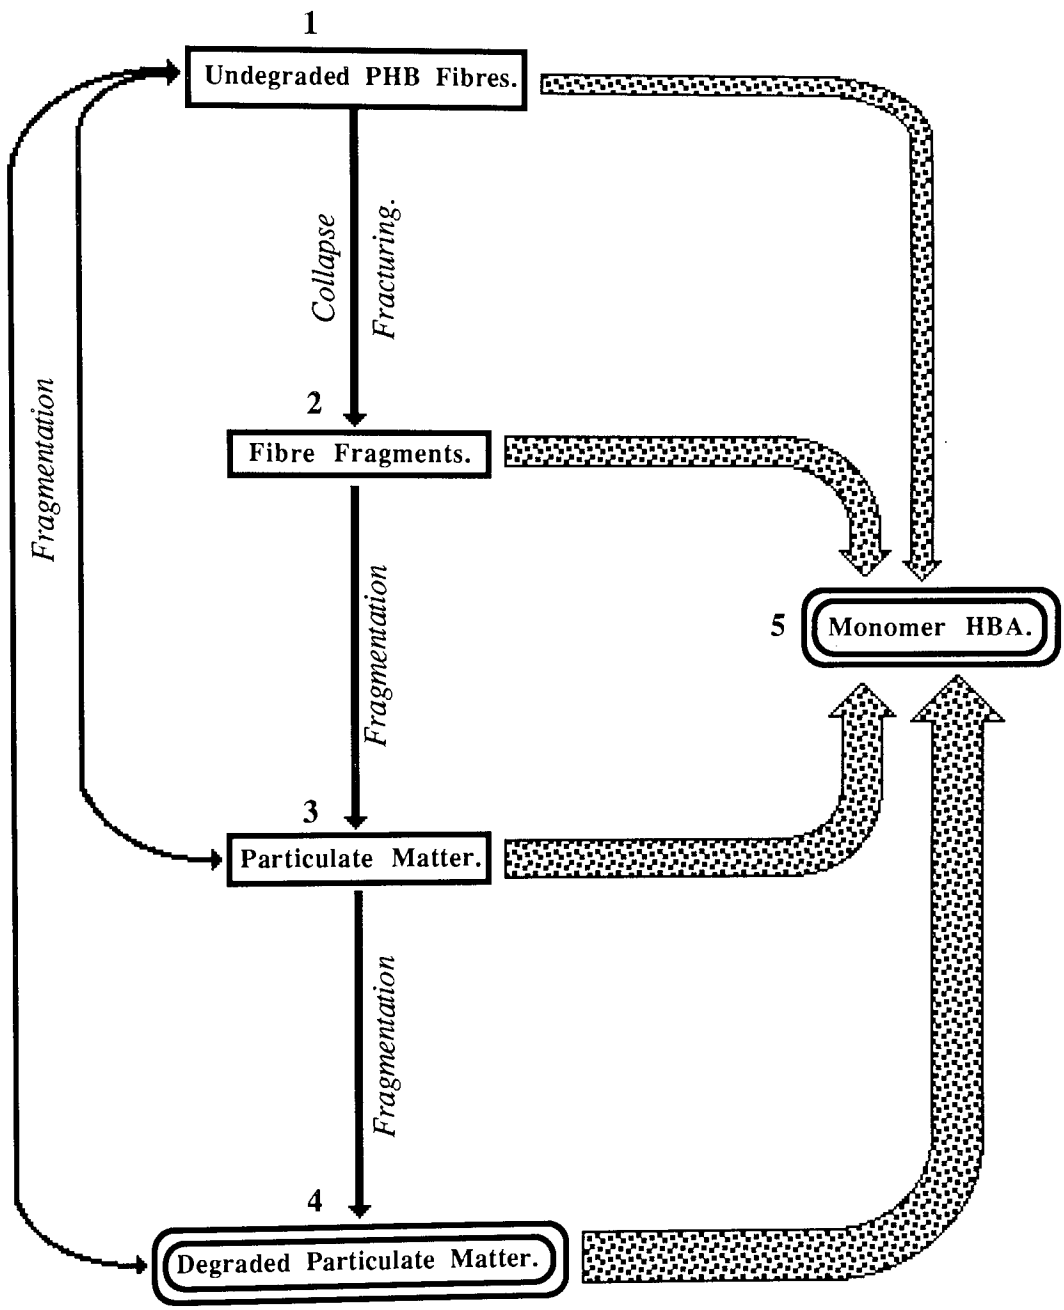 1
Undegraded PHB Fibres.
Collapse
Fracturing.
Fragmentation
2
Fibre Fragments.
5
Monomer HBA.
Fragmentation
3
Particulate Matter.
Fragmentation
4
Degraded Particulate Matter.